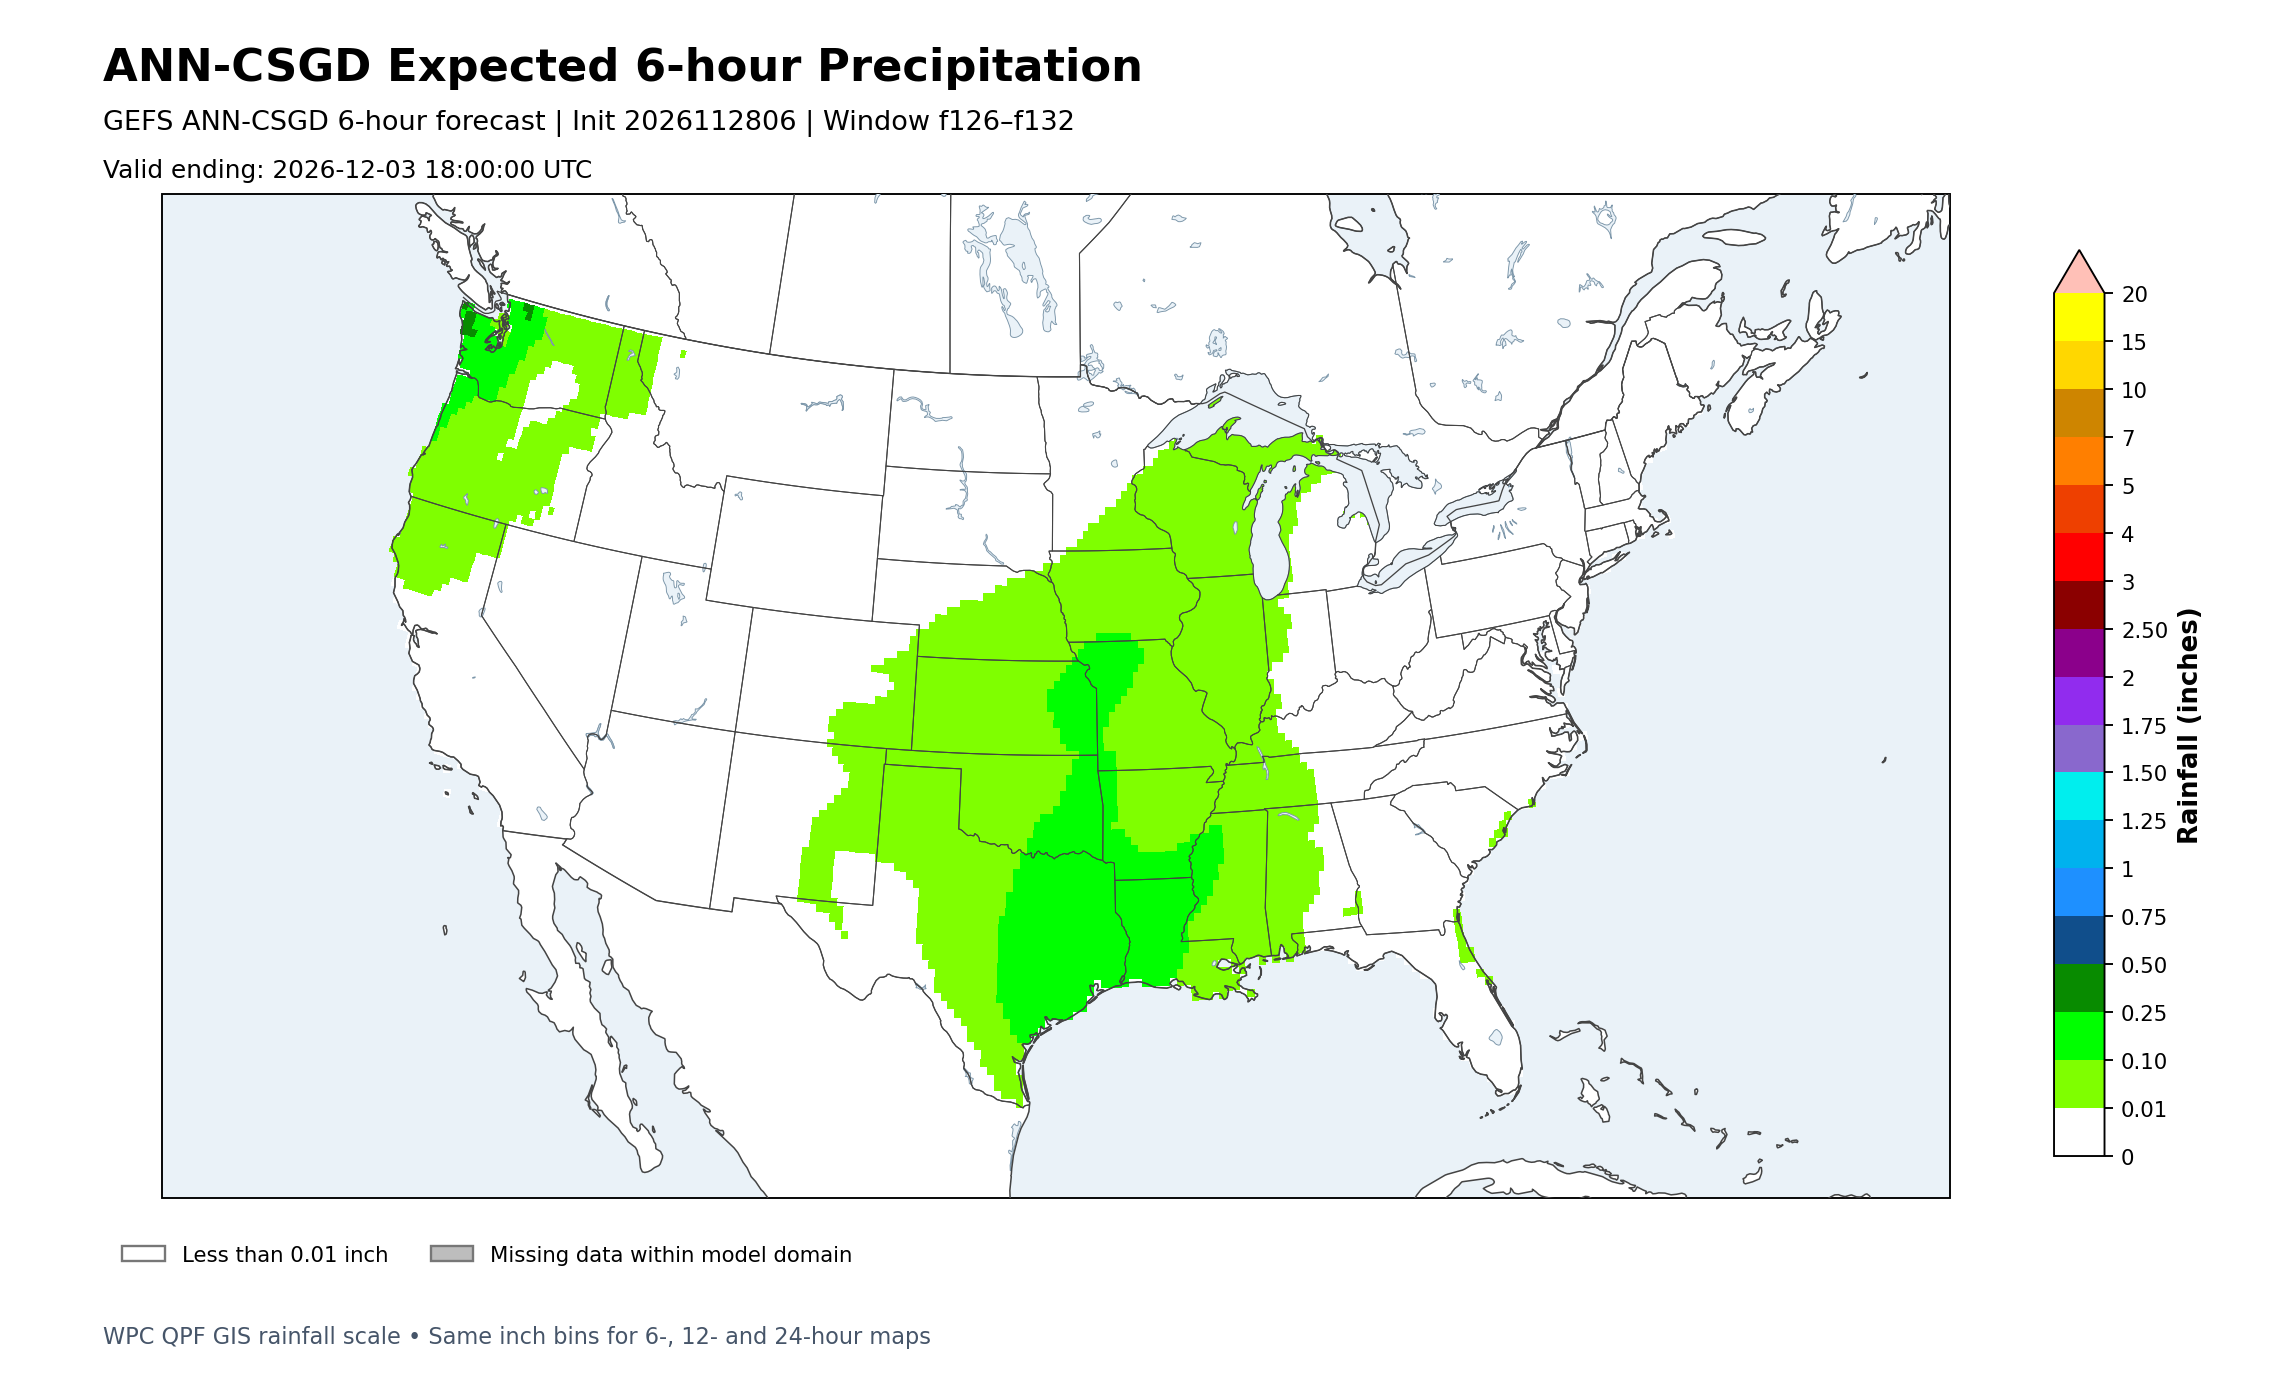 ANN-CSGD Expected 6-hour Precipitation
GEFS ANN-CSGD 6-hour forecast | Init 2026112806 | Window f126–f132
Valid ending: 2026-12-03 18:00:00 UTC
20
15
10
7
5
4
3
2.50
2
1.75
1.50
1.25
1
0.75
0.50
0.25
0.10
0.01
0
Rainfall (inches)
Less than 0.01 inch
Missing data within model domain
WPC QPF GIS rainfall scale • Same inch bins for 6-, 12- and 24-hour maps